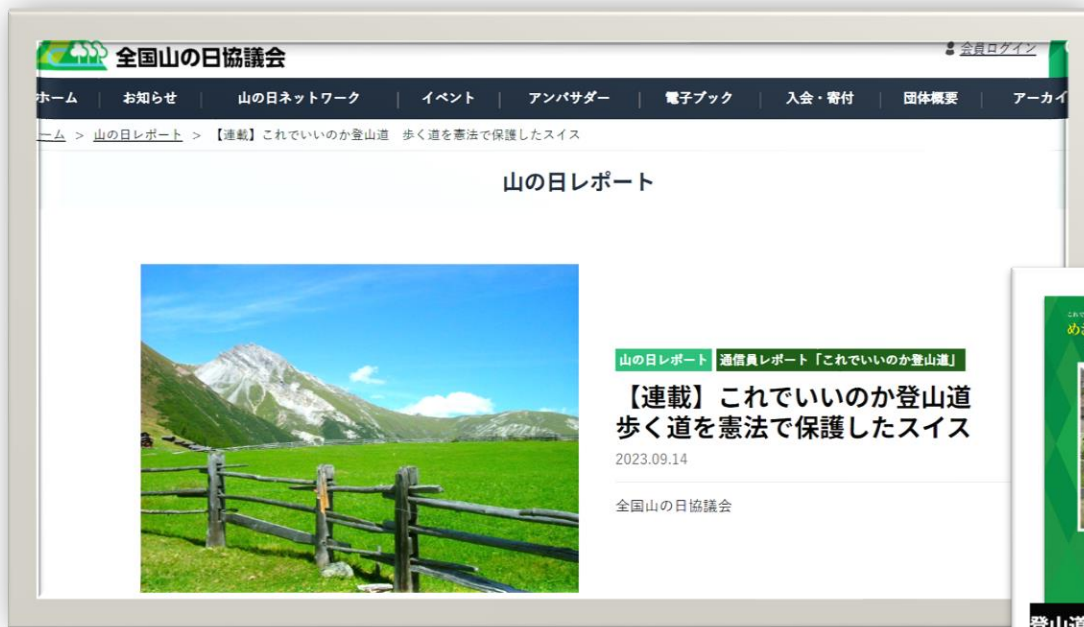 全国山の日協議会
会員ログイン
ホーム | お知らせ | 山の日ネットワーク | イベント | アンバサダー | 電子ブック | 入会・寄付 | 団体概要 | アーカイ
ーム > 山の日レポート > 【連載】これでいいのか登山道 歩く道を憲法で保護したスイス
山の日レポート
山の日レポート 通信員レポート「これでいいのか登山道」
【連載】これでいいのか登山道
歩く道を憲法で保護したスイス
2023.09.14
全国山の日協議会
登山道